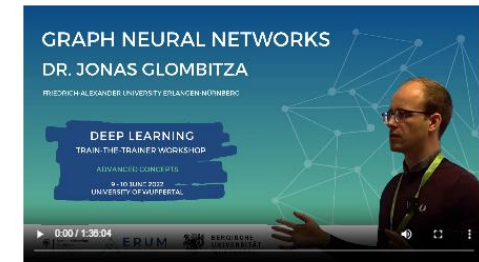 GRAPH NEURAL NETWORKS
DR. JONAS GLOMBITZA
FRIEDRICH-ALEXANDER UNIVERSITY ERLANGEN-NÜRNBERG
DEEP LEARNING
TRAIN-THE-TRAINER WORKSHOP
ADVANCED CONCEPTS
9 - 10 JUNE 2022
UNIVERSITY OF WUPPERTAL
0:00 / 1:36:04
ERUM
BERGISCHE
UNIVERSITÄT